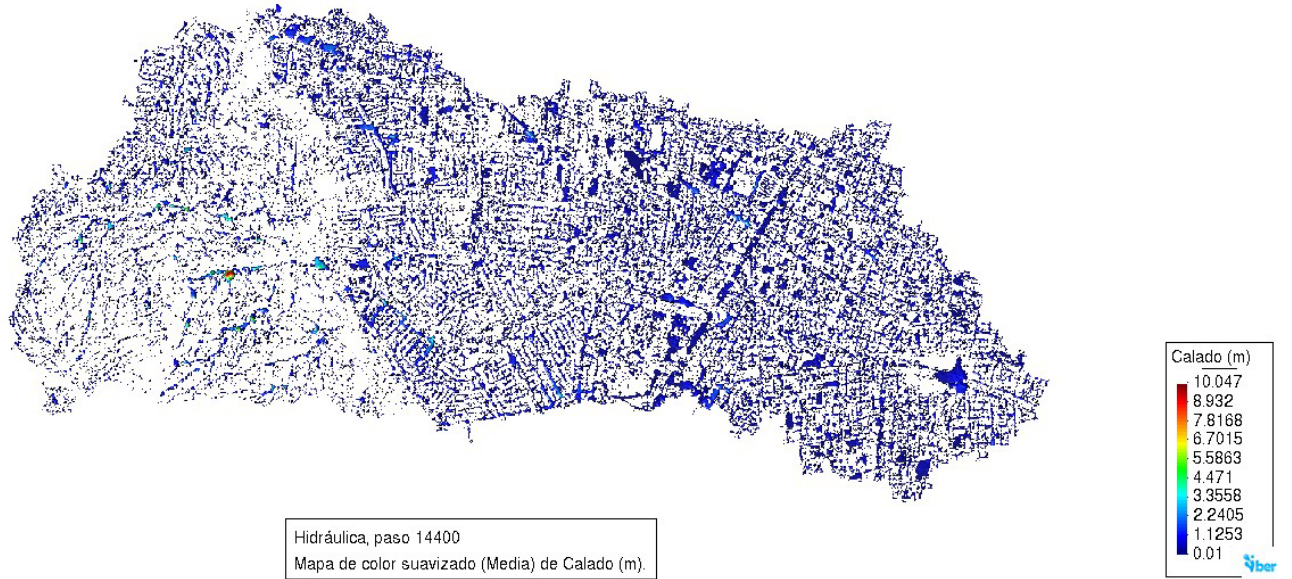 Calado (m)
10.047
8.932
7.8168
6.7015
5.5863
4.471
3.3558
2.2405
1.1253
0.01
iber
Hidráulica, paso 14400
Mapa de color suavizado (Media) de Calado (m).